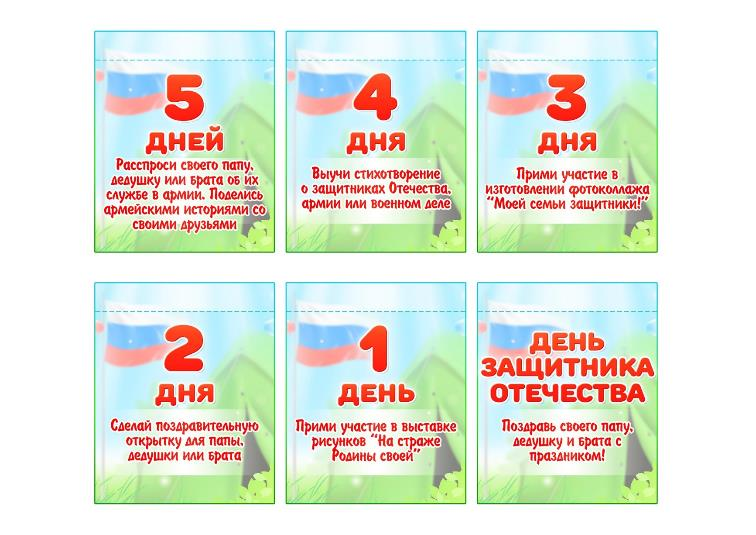 5
ДНЕЙ
Расспроси своего папу,
дедушку или брата об их
службе в армии. Поделись
армейскими историями со
своими друзьями
4
ДНЯ
Выучи стихотворение
о защитниках Отечества,
армии или военном деле
3
ДНЯ
Прими участие в
изготовлении фотоколлажа
"Моей семьи защитники!"
2
ДНЯ
Сделай поздравительную
открытку для папы,
дедушки или брата
1
ДЕНЬ
Прими участие в выставке
рисунков "На страже
Родины своей"
ДЕНЬ
ЗАЩИТНИКА
ОТЕЧЕСТВА
Поздравь своего папу,
дедушку и брата с
праздником!